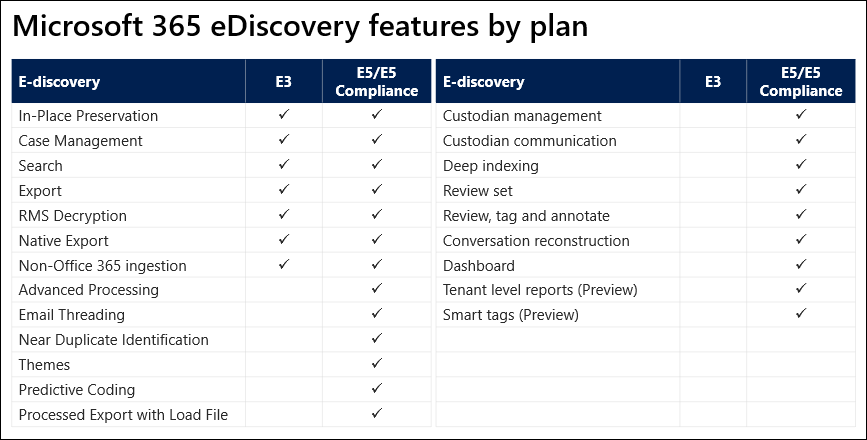 Microsoft 365 eDiscovery features by plan
E-discovery E3 E5/E5 Compliance
In-Place Preservation ✓ ✓
Case Management ✓ ✓
Search ✓ ✓
Export ✓ ✓
RMS Decryption ✓ ✓
Native Export ✓ ✓
Non-Office 365 ingestion ✓ ✓
Advanced Processing ✓
Email Threading ✓
Near Duplicate Identification ✓
Themes ✓
Predictive Coding ✓
Processed Export with Load File ✓
E-discovery E3 E5/E5 Compliance
Custodian management ✓
Custodian communication ✓
Deep indexing ✓
Review set ✓
Review, tag and annotate ✓
Conversation reconstruction ✓
Dashboard ✓
Tenant level reports (Preview) ✓
Smart tags (Preview) ✓